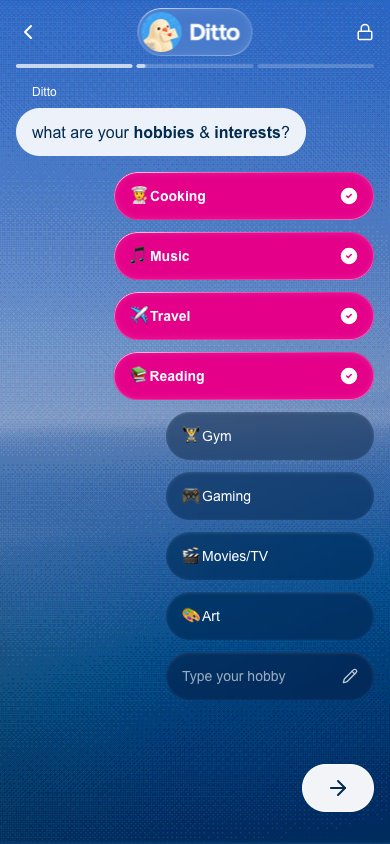 Ditto
Ditto
what are your hobbies & interests?
Cooking
Music
Travel
Reading
Gym
Gaming
Movies/TV
Art
Type your hobby